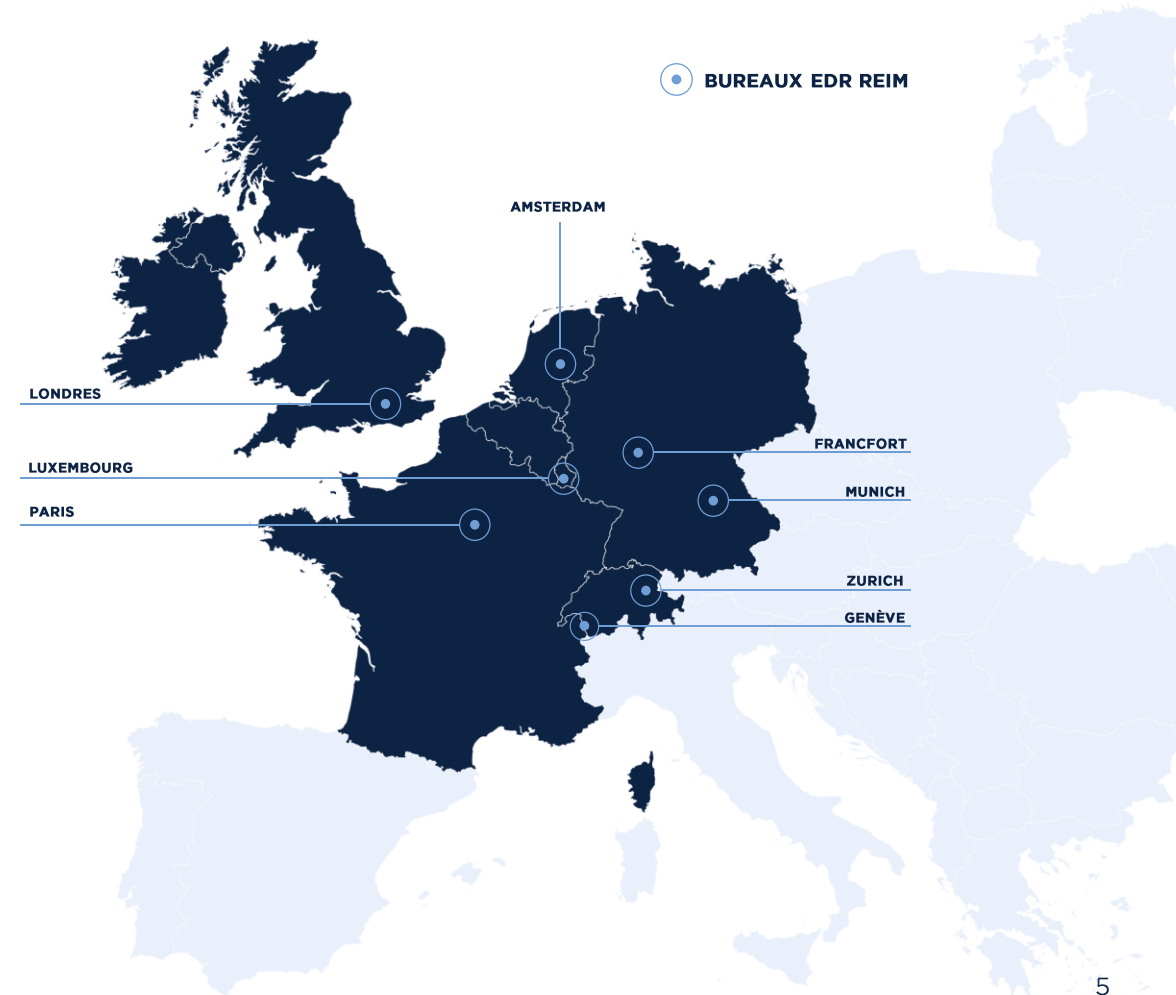 BUREAUX EDR REIM
AMSTERDAM
LONDRES
FRANCFORT
LUXEMBOURG
MUNICH
PARIS
ZURICH
GENÈVE
5